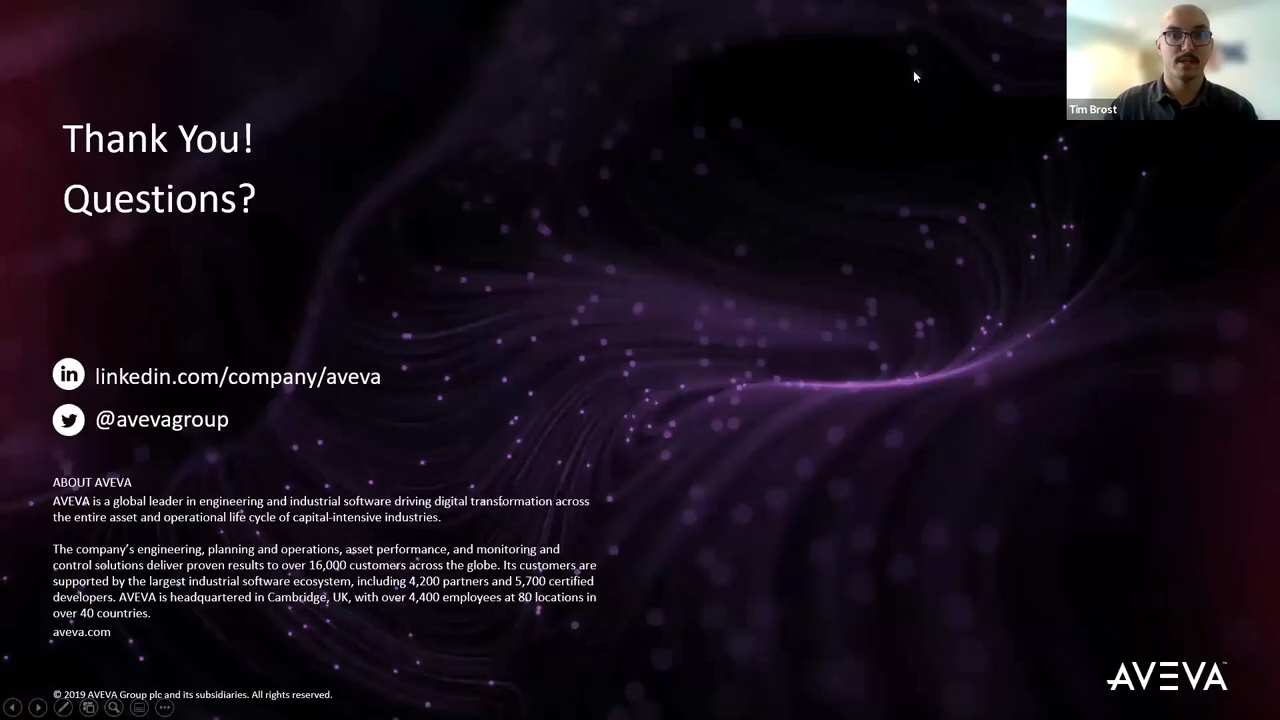 Thank You!
Questions?
Tim Brost
in linkedin.com/company/aveva
@avevagroup
ABOUT AVEVA
AVEVA is a global leader in engineering and industrial software driving digital transformation across
the entire asset and operational life cycle of capital-intensive industries.
The company's engineering, planning and operations, asset performance, and monitoring and
control solutions deliver proven results to over 16,000 customers across the globe. Its customers are
supported by the largest industrial software ecosystem, including 4,200 partners and 5,700 certified
developers. AVEVA is headquartered in Cambridge, UK, with over 4,400 employees at 80 locations in
over 40 countries.
aveva.com
© 2019 AVEVA Group plc and its subsidiaries. All rights reserved.
AVEVA™